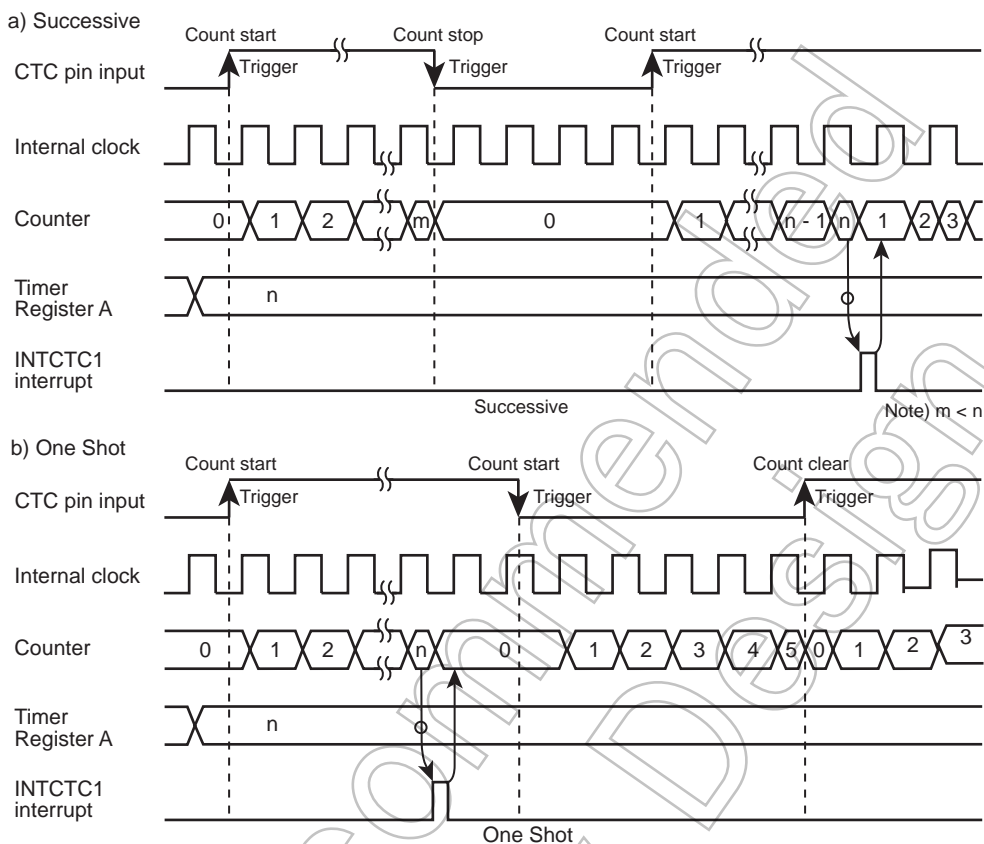 a) Successive
Count start Count stop Count start
CTC pin input Trigger Trigger Trigger
Internal clock
Counter 0 1 2 m 0 1 n - 1 n 1 2 3
Timer
Register A n
INTCTC1
interrupt
Successive Note) m < n
b) One Shot
Count start Count start Count clear
CTC pin input Trigger Trigger Trigger
Internal clock
Counter 0 1 2 n 0 1 2 3 4 5 0 1 2 3
Timer
Register A n
INTCTC1
interrupt
One Shot
ommended
Design